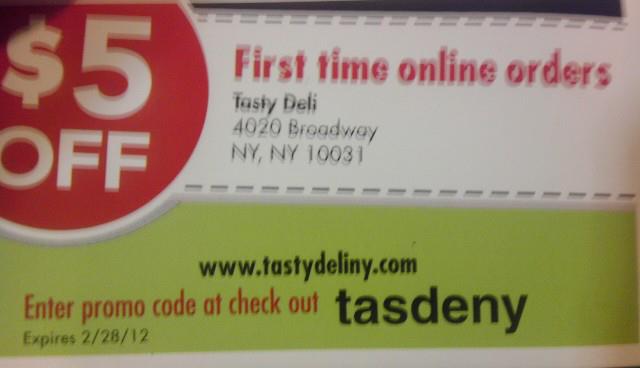 $5
OFF
First time online orders
Tasty Deli
4020 Broadway
NY, NY 10031
www.tastydeliny.com
Enter promo code at check out tasdeny
Expires 2/28/12